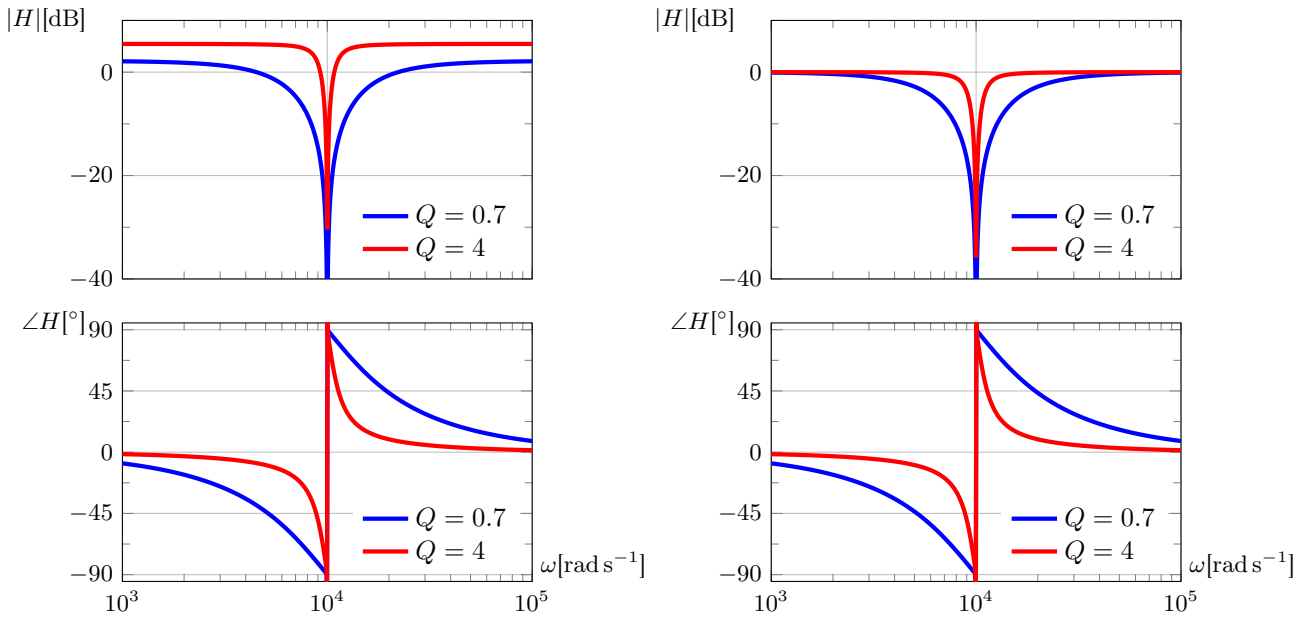 |H|[dB]
0
−20
−40
Q = 0.7
Q = 4
∠H[°]
90
45
0
−45
−90
Q = 0.7
Q = 4
10³
10⁴
10⁵
ω[rad s⁻¹]
|H|[dB]
0
−20
−40
Q = 0.7
Q = 4
∠H[°]
90
45
0
−45
−90
Q = 0.7
Q = 4
10³
10⁴
10⁵
ω[rad s⁻¹]